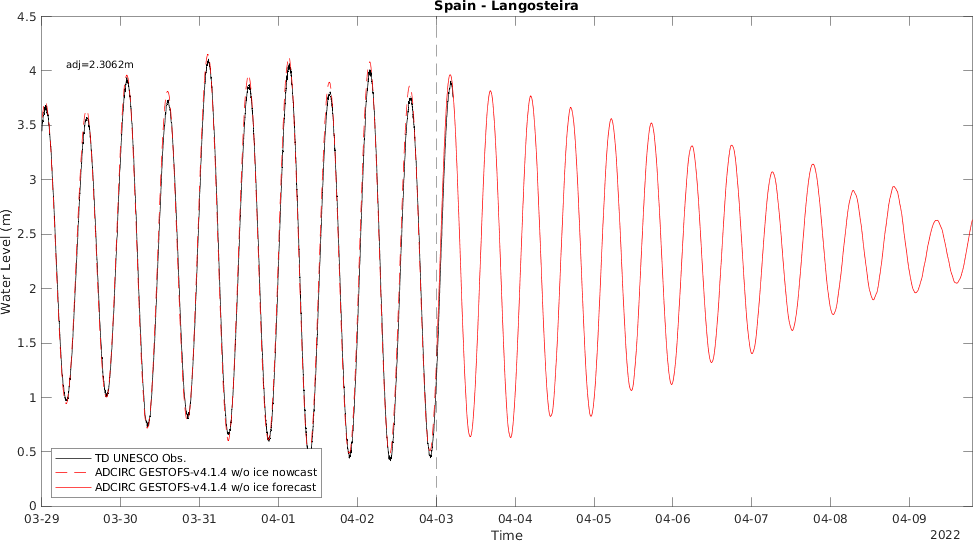 Spain - Langosteira
adj=2.3062m
4.5
4
3.5
3
2.5
2
1.5
1
0.5
0
Water Level (m)
TD UNESCO Obs.
ADCIRC GESTOFS-v4.1.4 w/o ice nowcast
ADCIRC GESTOFS-v4.1.4 w/o ice forecast
03-29 03-30 03-31 04-01 04-02 04-03 04-04 04-05 04-06 04-07 04-08 04-09
Time
2022